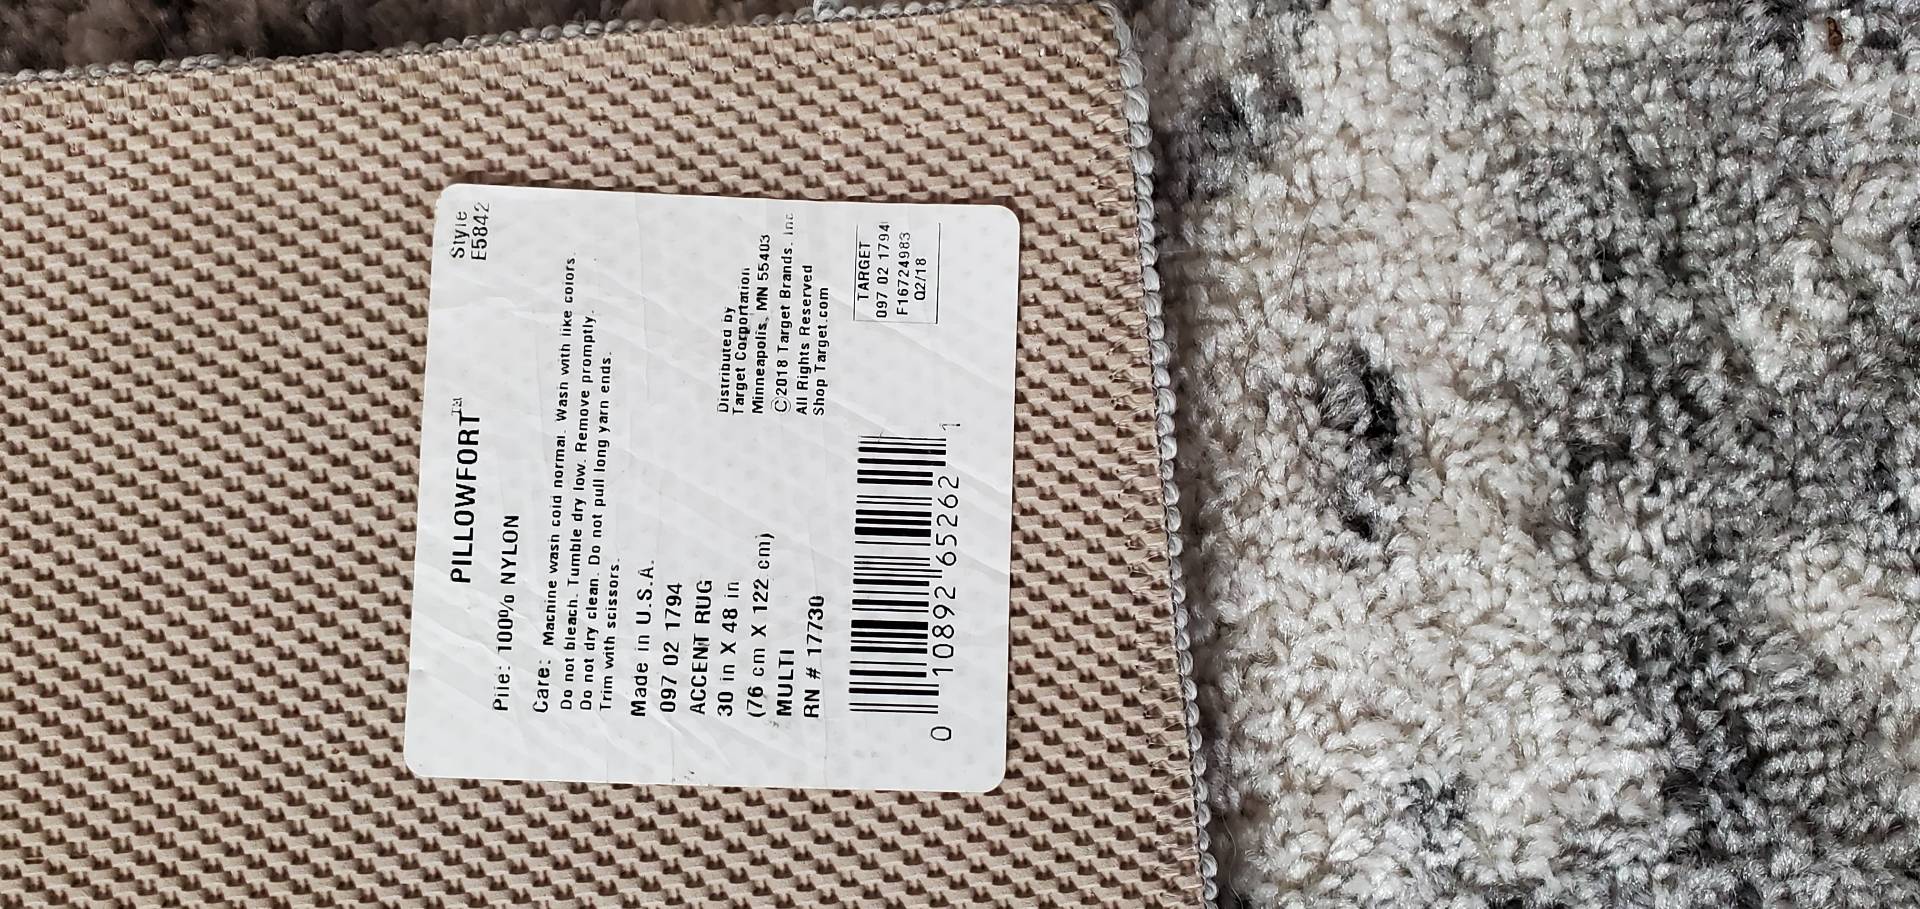 Style
E5842
PILLOWFORT™
Pile: 100% NYLON
Care: Machine wash cold normal. Wash with like colors.
Do not bleach. Tumble dry low. Remove promptly.
Do not dry clean. Do not pull long yarn ends.
Trim with scissors.
Made in U.S.A.
097 02 1794
ACCENT RUG
30 in X 48 in
(76 cm X 122 cm)
MULTI
RN # 17730
Distributed by
Target Corportation
Minneapolis, MN 55403
©2018 Target Brands. Inc
All Rights Reserved
Shop Target.com
TARGET
097 02 1794
F16724983
02/18
0 10892 65262 1